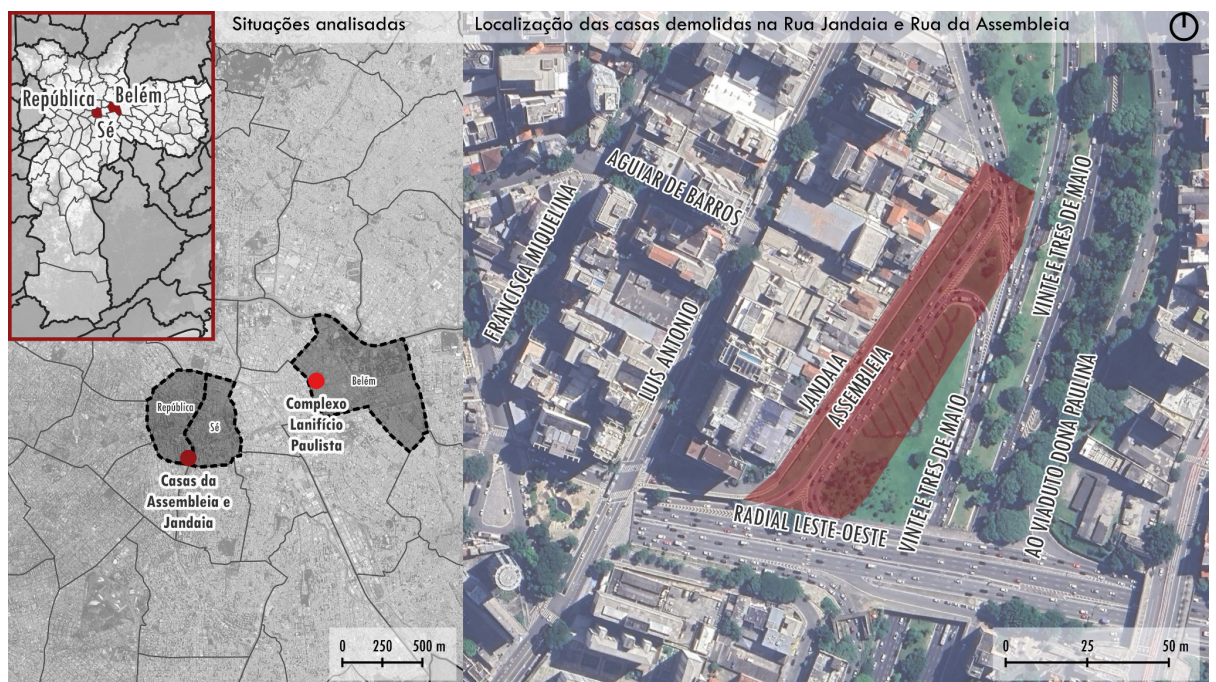 Situações analisadas
Localização das casas demolidas na Rua Jandaia e Rua da Assembleia
República
Belém
Sé
República
Sé
Belém
Complexo
Lanifício
Paulista
Casas da
Assembleia e
Jandaia
0 250 500 m
AGUIAR DE BARROS
FRANCISCA MIQUELINA
LUIS ANTONIO
JANDAIA
ASSEMBLEIA
VINTE E TRES DE MAIO
VINTE E TRES DE MAIO
AO VIADUTO DONA PAULINA
RADIAL LESTE-OESTE
0 25 50 m